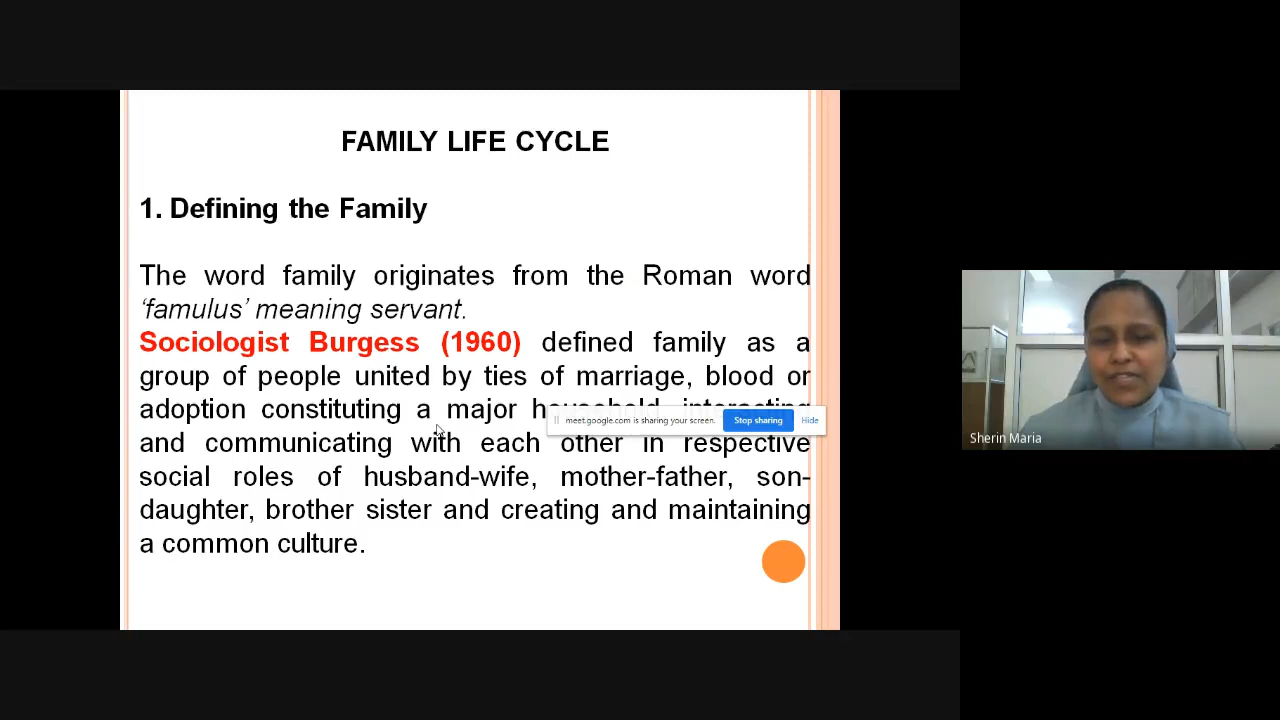 FAMILY LIFE CYCLE
1. Defining the Family
The word family originates from the Roman word
‘famulus’ meaning servant.
Sociologist Burgess (1960) defined family as a
group of people united by ties of marriage, blood or
adoption constituting a major household, interacting
meet.google.com is sharing your screen. Stop sharing Hide
and communicating with each other in respective
social roles of husband-wife, mother-father, son-
daughter, brother sister and creating and maintaining
a common culture.
Sherin Maria